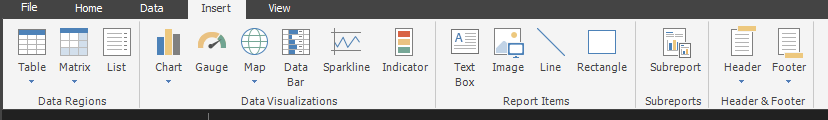 File Home Data Insert View
Table Matrix List Chart Gauge Map Data Bar Sparkline Indicator Text Box Image Line Rectangle Subreport Header Footer
Data Regions Data Visualizations Report Items Subreports Header & Footer